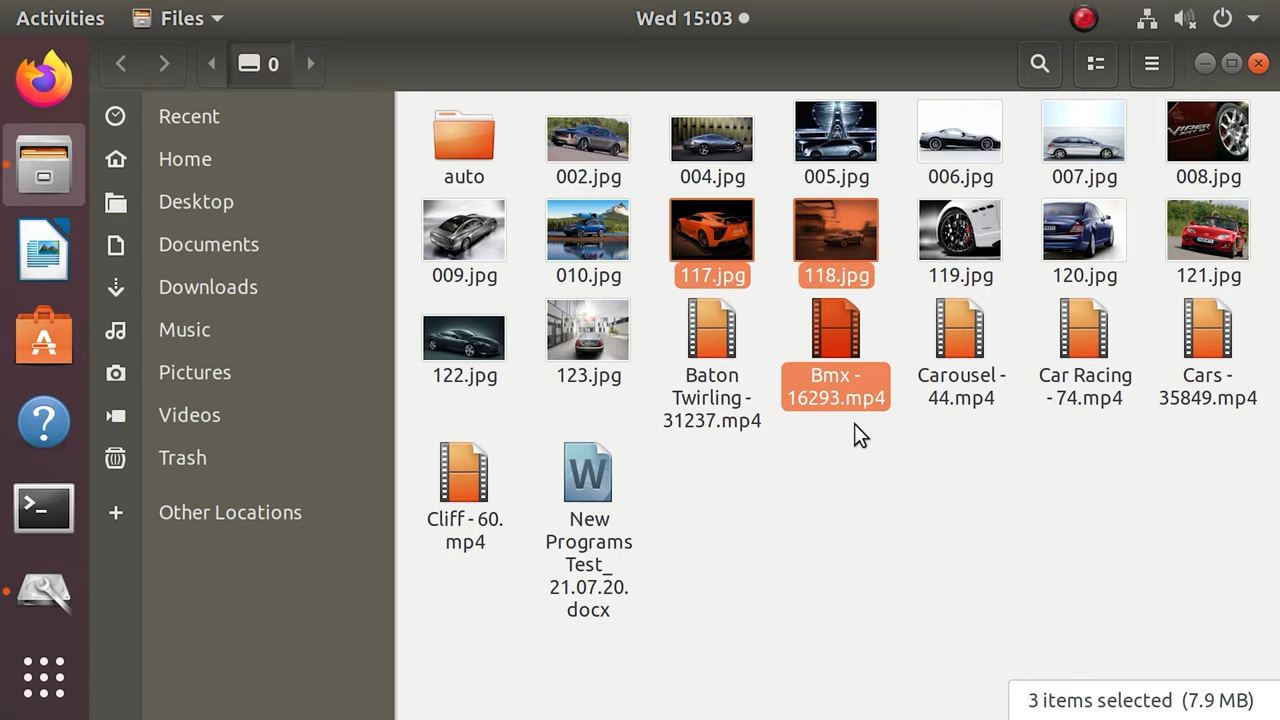 Activities
Files
Wed 15:03
0
Recent
Home
Desktop
Documents
Downloads
Music
Pictures
Videos
Trash
+ Other Locations
auto
002.jpg
004.jpg
005.jpg
006.jpg
007.jpg
008.jpg
VIPER
009.jpg
010.jpg
117.jpg
118.jpg
119.jpg
120.jpg
121.jpg
122.jpg
123.jpg
Baton
Twirling -
31237.mp4
Bmx -
16293.mp4
Carousel -
44.mp4
Car Racing
- 74.mp4
Cars -
35849.mp4
Cliff - 60.
mp4
W
New
Programs
Test_
21.07.20.
docx
3 items selected (7.9 MB)